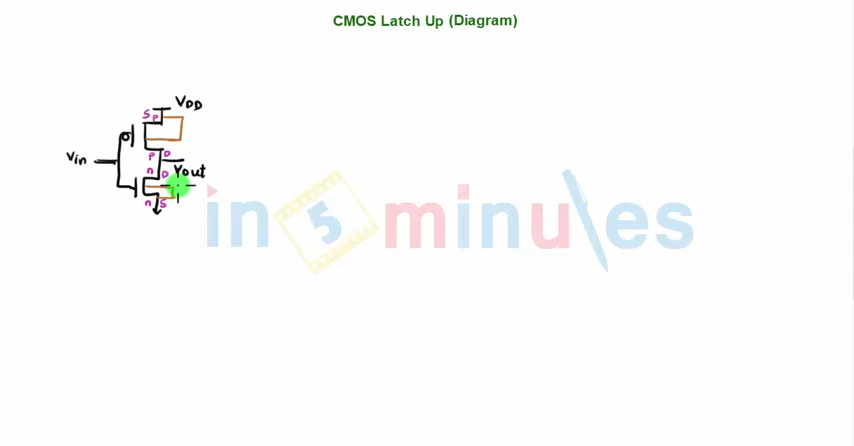 CMOS Latch Up (Diagram)
VDD
S P
P D
Vin
n D Vout
n S
in 5 minutes